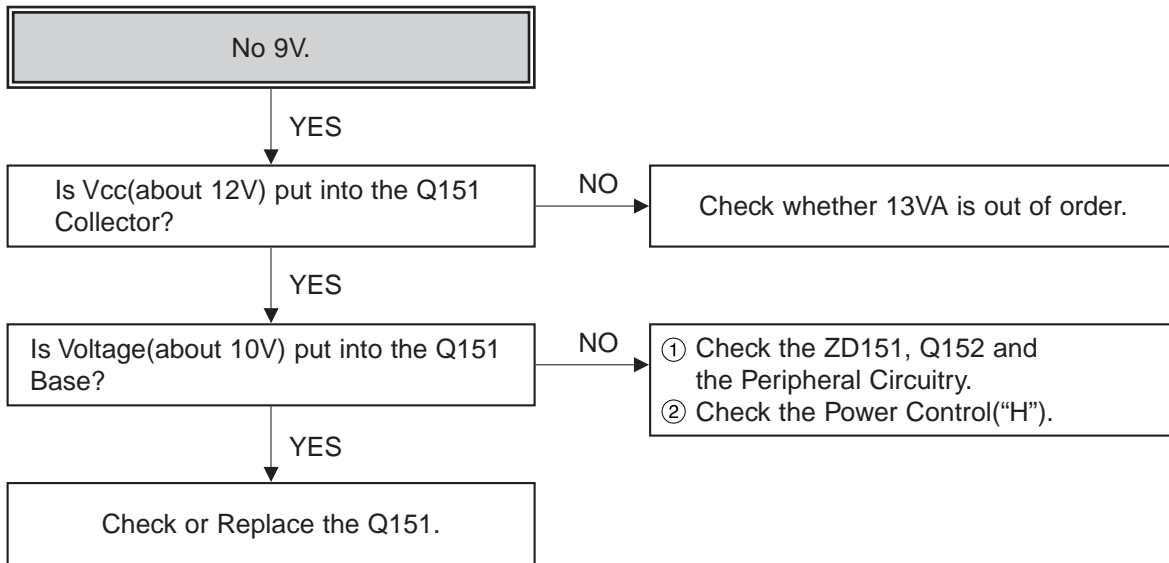 No 9V.
YES
Is Vcc(about 12V) put into the Q151
Collector?
NO
Check whether 13VA is out of order.
YES
Is Voltage(about 10V) put into the Q151
Base?
NO
① Check the ZD151, Q152 and
the Peripheral Circuitry.
② Check the Power Control(“H”).
YES
Check or Replace the Q151.